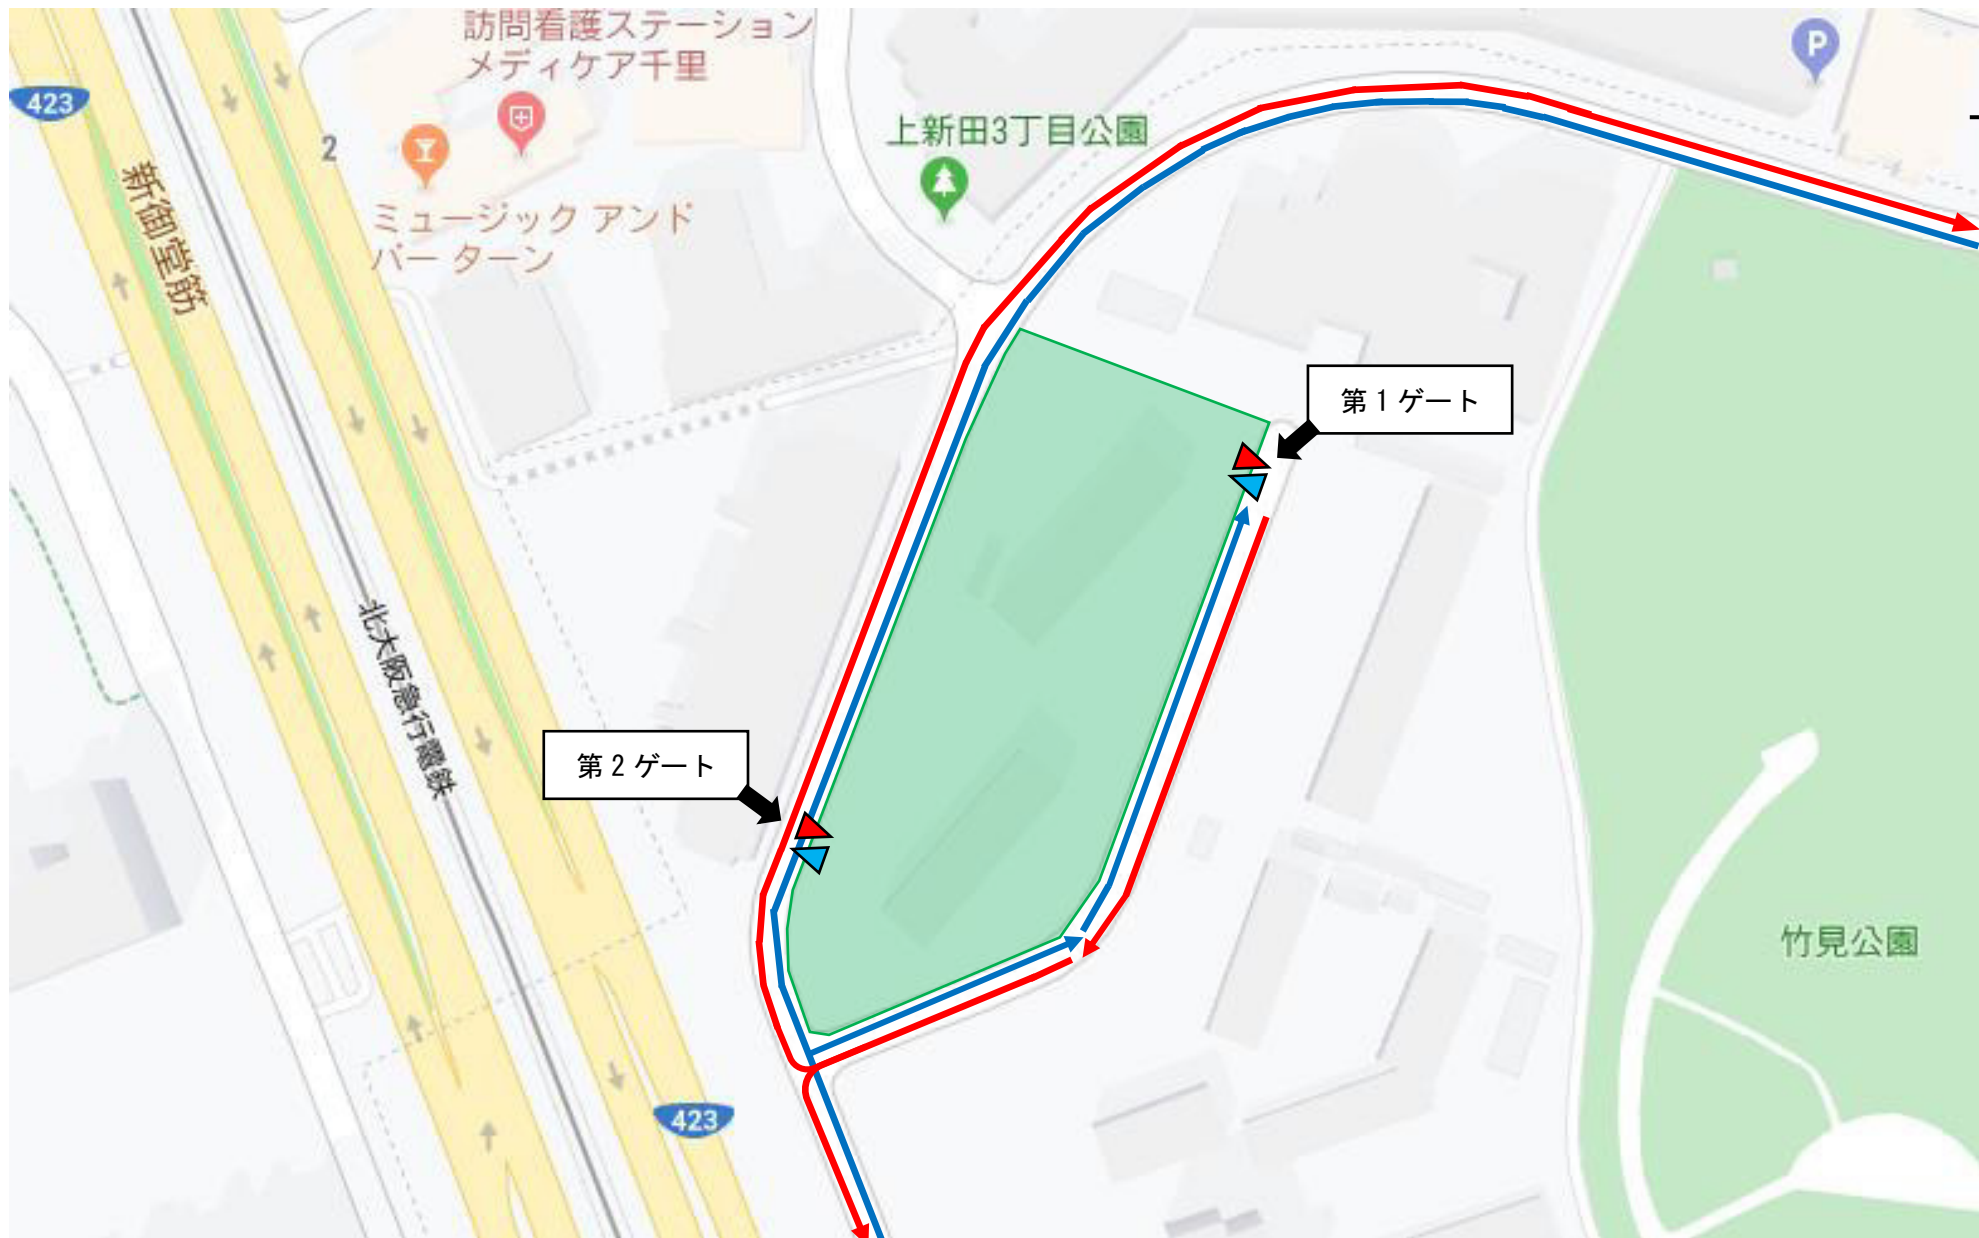 訪問看護ステーション
メディケア千里
P
423
上新田3丁目公園
2
新御堂筋
ミュージック アンド
バー ターン
第1ゲート
北大阪急行電鉄
第2ゲート
竹見公園
423